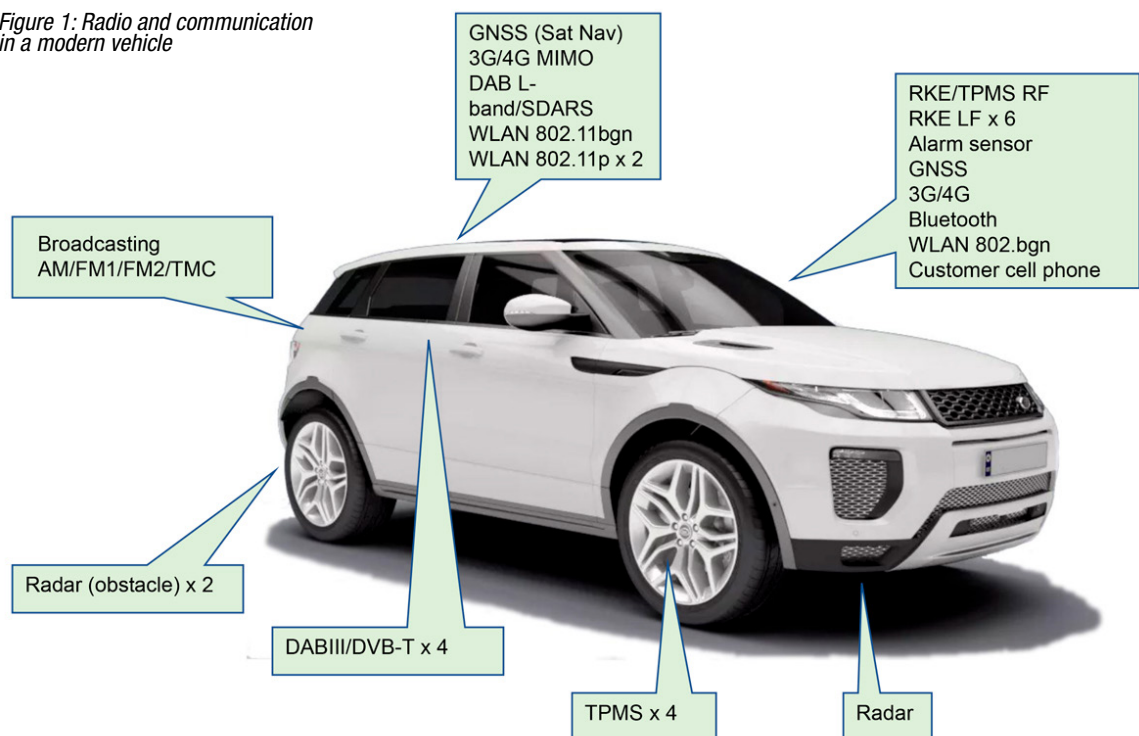 Figure 1: Radio and communication
in a modern vehicle
GNSS (Sat Nav)
3G/4G MIMO
DAB L-
band/SDARS
WLAN 802.11bgn
WLAN 802.11p x 2
RKE/TPMS RF
RKE LF x 6
Alarm sensor
GNSS
3G/4G
Bluetooth
WLAN 802.bgn
Customer cell phone
Broadcasting
AM/FM1/FM2/TMC
Radar (obstacle) x 2
DABIII/DVB-T x 4
TPMS x 4
Radar